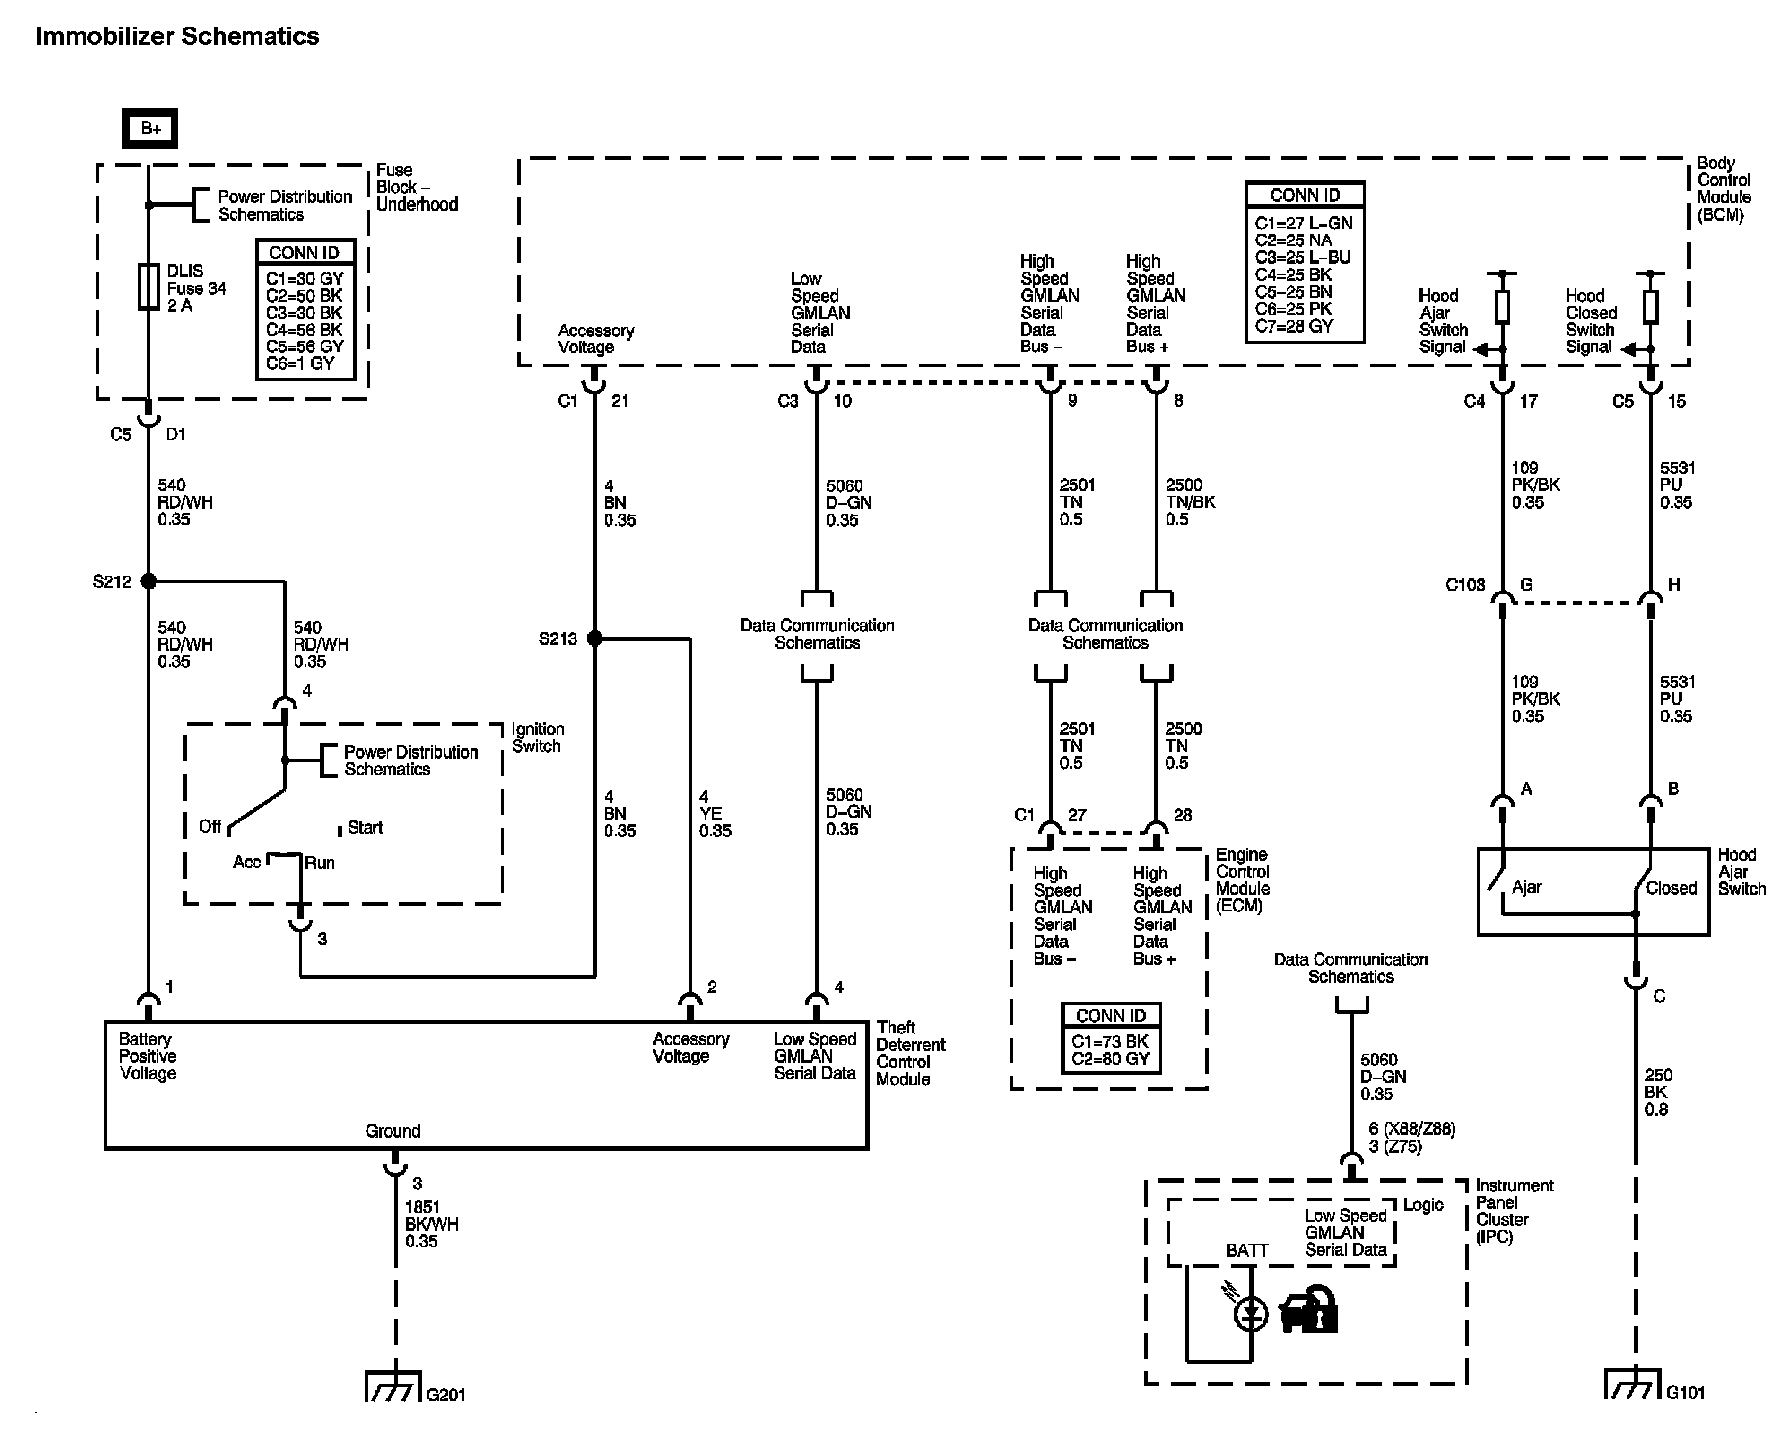 Immobilizer Schematics
B+
Fuse
Block –
Underhood
Power Distribution
Schematics
CONN ID
C1=30 GY
C2=50 BK
C3=30 BK
C4=56 BK
C5=56 GY
C6=1 GY
DLIS
Fuse 34
2 A
C5
D1
540
RD/WH
0.35
S212
540
RD/WH
0.35
540
RD/WH
0.35
4
Ignition
Switch
Power Distribution
Schematics
Off
Start
Acc
Run
3
Body
Control
Module
(BCM)
CONN ID
C1=27 L–GN
C2=25 NA
C3=25 L–BU
C4=25 BK
C5=25 BN
C6=25 PK
C7=28 GY
Accessory
Voltage
Low
Speed
GMLAN
Serial
Data
High
Speed
GMLAN
Serial
Data
Bus –
High
Speed
GMLAN
Serial
Data
Bus +
Hood
Ajar
Switch
Signal
Hood
Closed
Switch
Signal
C1
21
C3
10
9
8
C4
17
C5
15
4
BN
0.35
5060
D–GN
0.35
2501
TN
0.5
2500
TN/BK
0.5
109
PK/BK
0.35
5531
PU
0.35
C103
G
H
S213
Data Communication
Schematics
Data Communication
Schematics
4
BN
0.35
4
YE
0.35
5060
D–GN
0.35
2501
TN
0.5
2500
TN
0.5
109
PK/BK
0.35
5531
PU
0.35
C1
27
28
A
B
Engine
Control
Module
(ECM)
High
Speed
GMLAN
Serial
Data
Bus –
High
Speed
GMLAN
Serial
Data
Bus +
CONN ID
C1=73 BK
C2=80 GY
Hood
Ajar
Switch
Ajar
Closed
C
250
BK
0.8
G101
1
2
4
Battery
Positive
Voltage
Accessory
Voltage
Low Speed
GMLAN
Serial Data
Theft
Deterrent
Control
Module
Ground
3
1851
BK/WH
0.35
G201
Data Communication
Schematics
5060
D–GN
0.35
6 (X88/Z88)
3 (Z75)
Instrument
Panel
Cluster
(IPC)
Logic
Low Speed
GMLAN
Serial Data
BATT